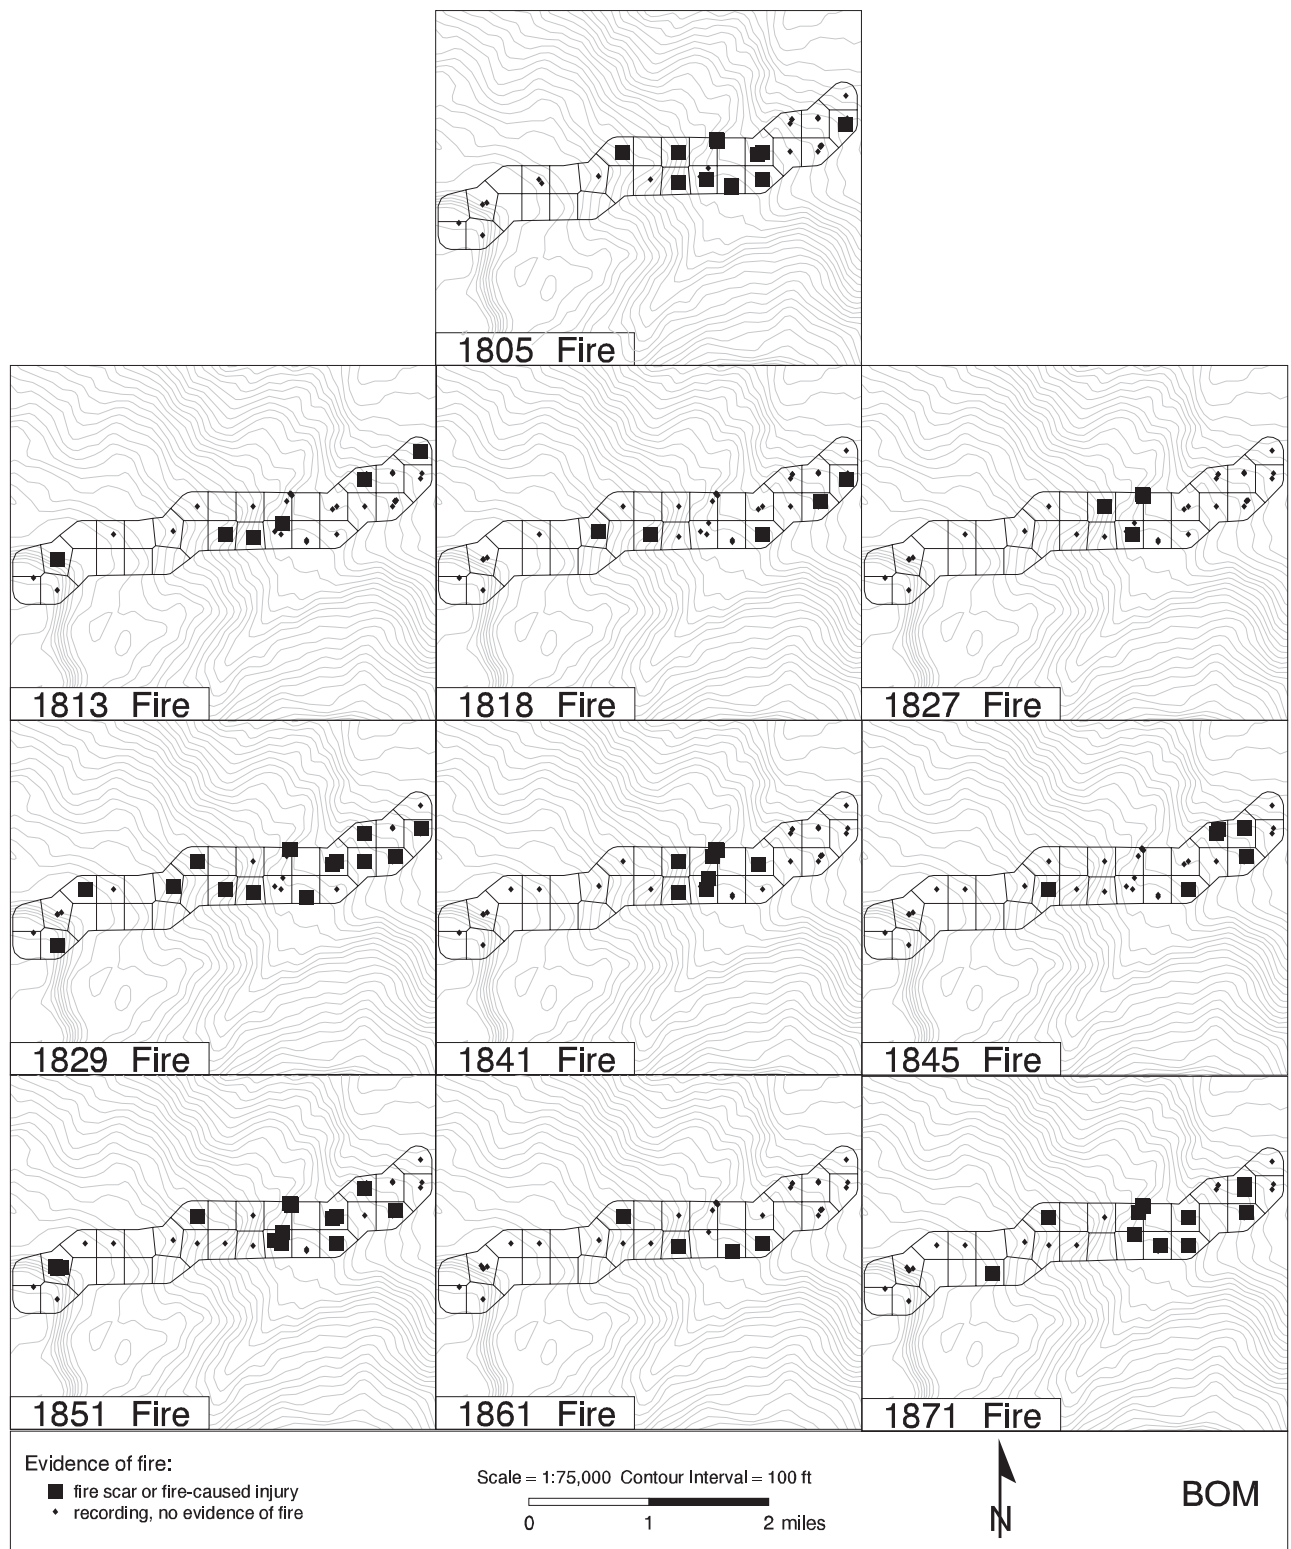 1805 Fire
1813 Fire
1818 Fire
1827 Fire
1829 Fire
1841 Fire
1845 Fire
1851 Fire
1861 Fire
1871 Fire
Evidence of fire:
fire scar or fire-caused injury
recording, no evidence of fire
Scale = 1:75,000 Contour Interval = 100 ft
0 1 2 miles
N
BOM